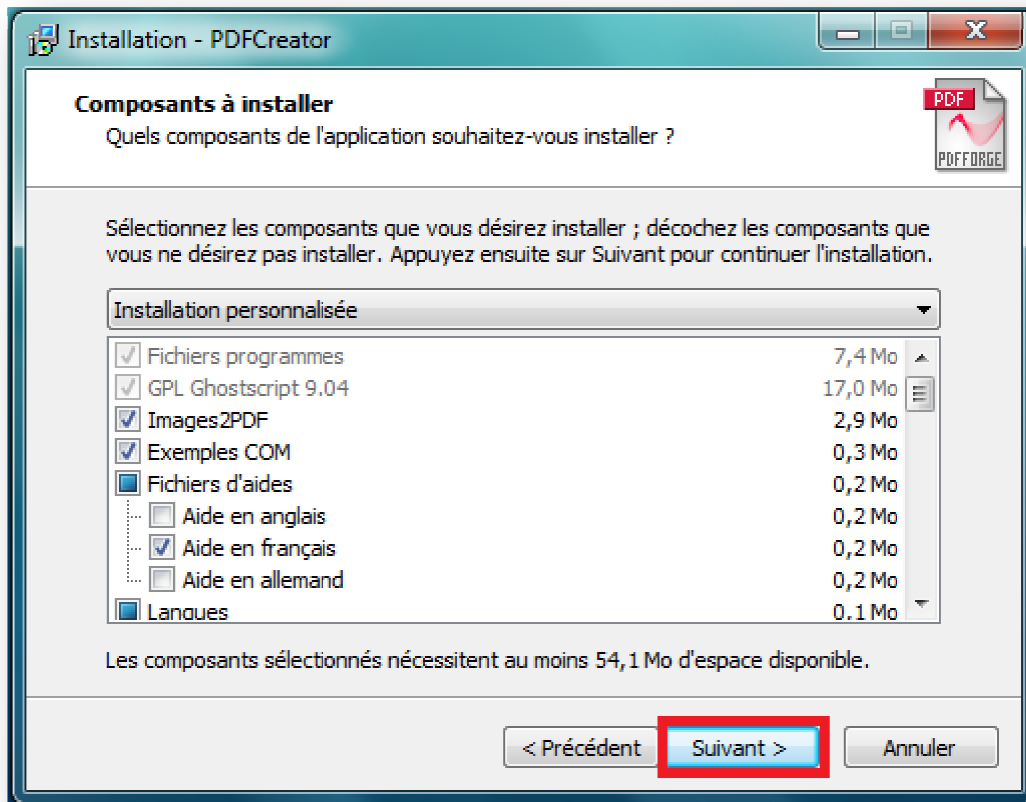 Installation - PDFCreator
Composants à installer
Quels composants de l'application souhaitez-vous installer ?
PDF
PDFFORGE
Sélectionnez les composants que vous désirez installer ; décochez les composants que
vous ne désirez pas installer. Appuyez ensuite sur Suivant pour continuer l'installation.
Installation personnalisée
Fichiers programmes 7,4 Mo
GPL Ghostscript 9.04 17,0 Mo
Images2PDF 2,9 Mo
Exemples COM 0,3 Mo
Fichiers d'aides 0,2 Mo
Aide en anglais 0,2 Mo
Aide en français 0,2 Mo
Aide en allemand 0,2 Mo
Langues 0,1 Mo
Les composants sélectionnés nécessitent au moins 54,1 Mo d'espace disponible.
< Précédent Suivant > Annuler